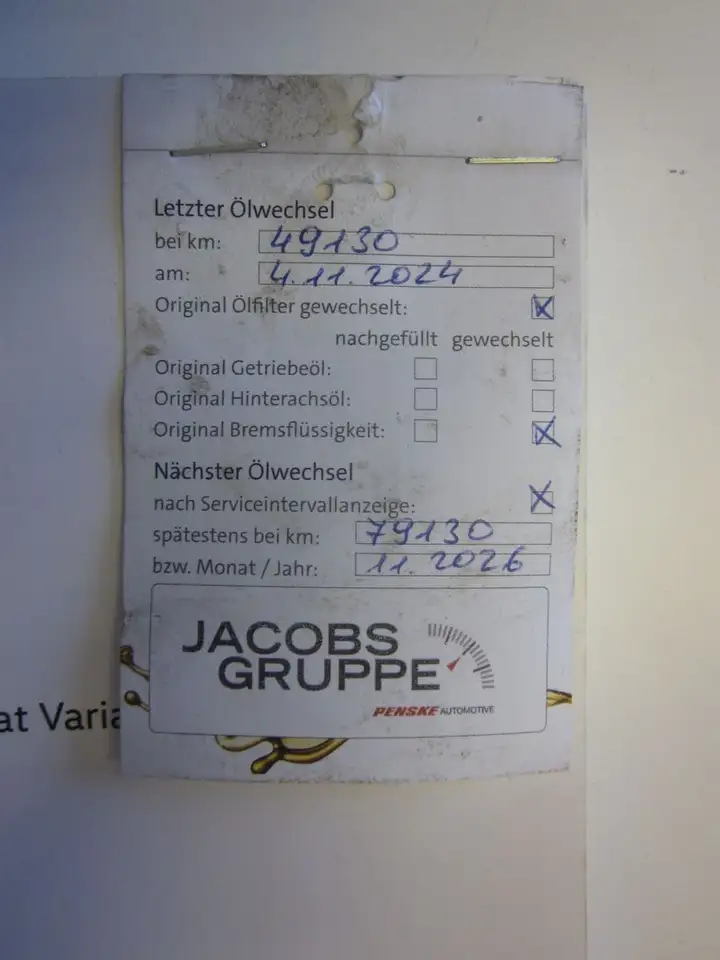 Letzter Ölwechsel
bei km: 49130
am: 4.11.2024
Original Ölfilter gewechselt:
nachgefüllt gewechselt
Original Getriebeöl:
Original Hinterachsöl:
Original Bremsflüssigkeit:
Nächster Ölwechsel
nach Serviceintervallanzeige:
spätestens bei km: 79130
bzw. Monat / Jahr: 11.2026
JACOBS
GRUPPE
PENSKE AUTOMOTIVE
at Varia